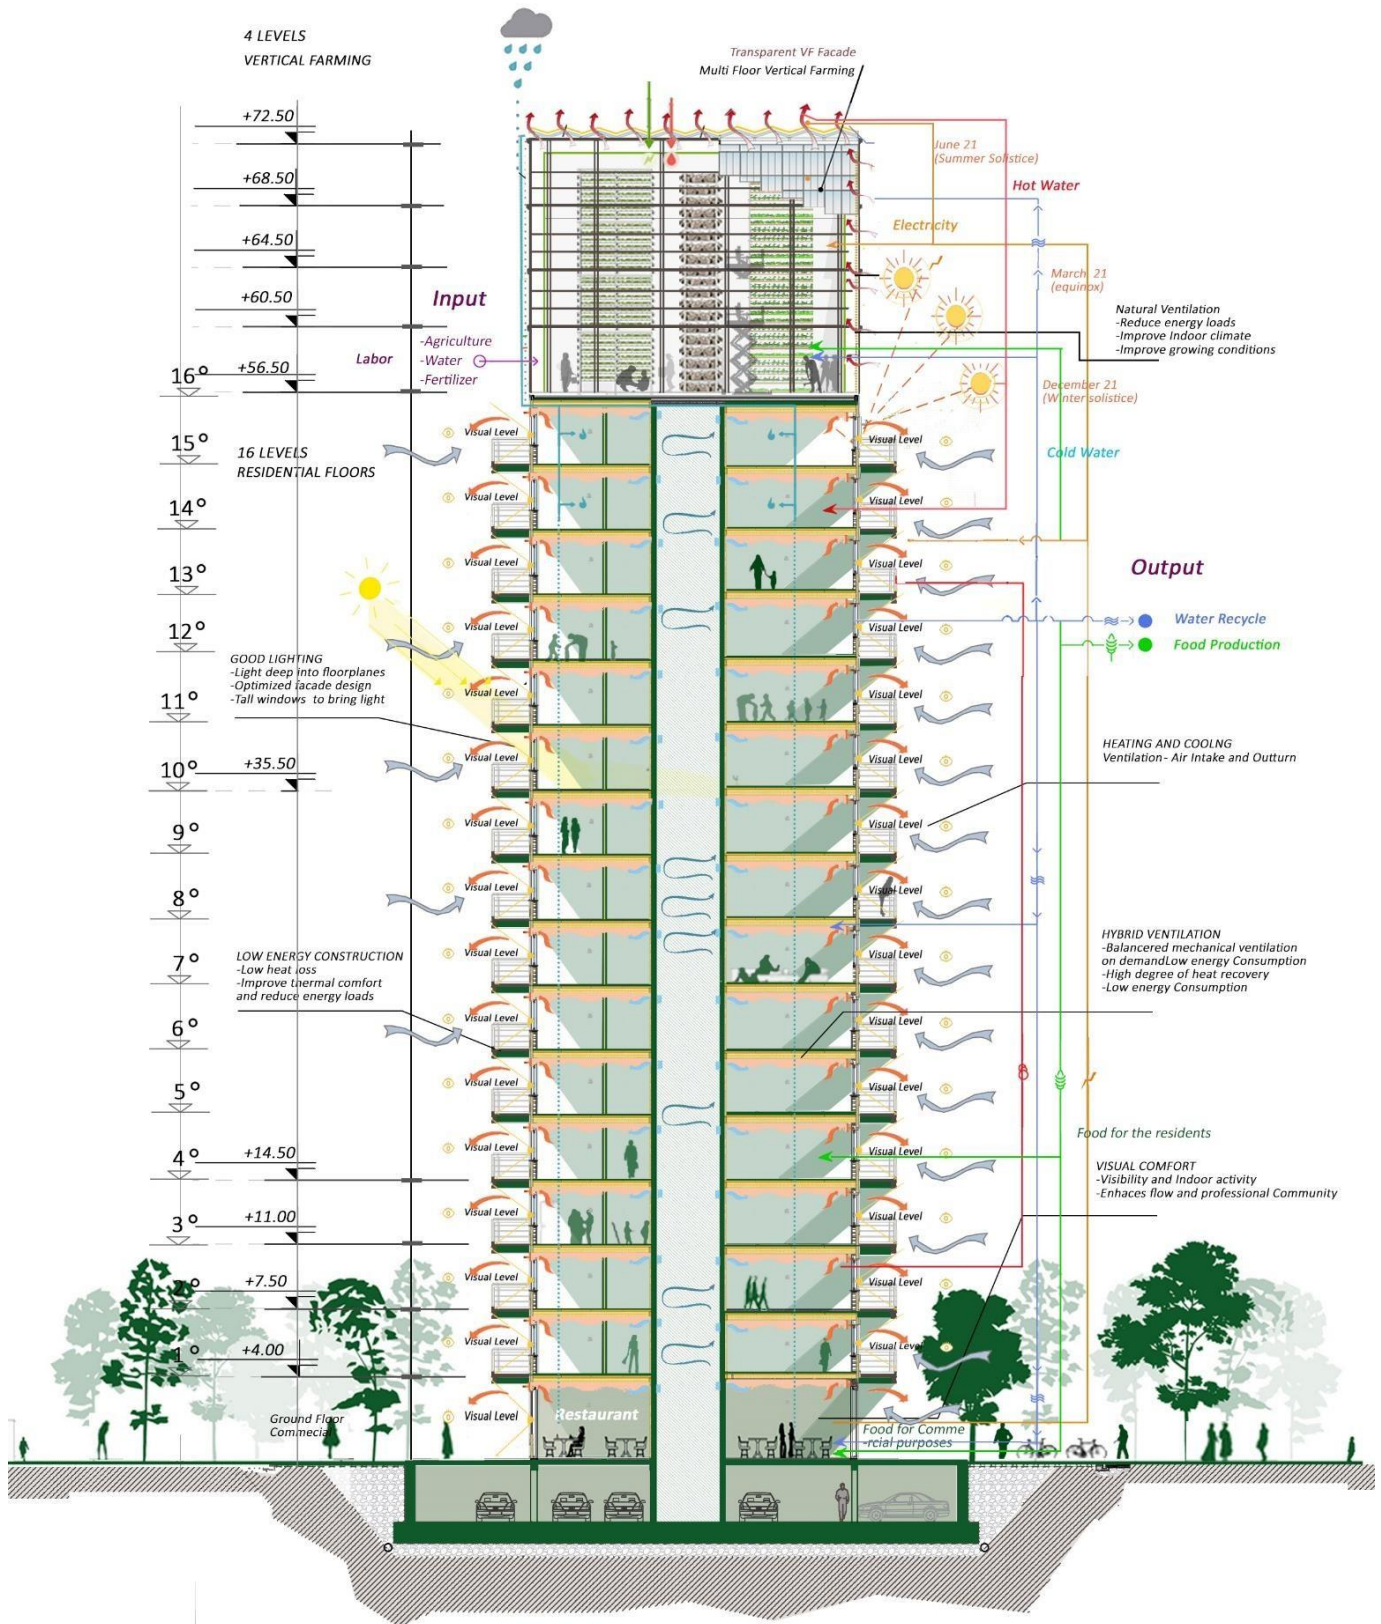 4 LEVELS
VERTICAL FARMING
Transparent VF Facade
Multi Floor Vertical Farming
+72.50
+68.50
+64.50
+60.50
+56.50
16°
June 21
(Summer Solistice)
Hot Water
Electricity
March 21
(equinox)
Input
Labor
-Agriculture
-Water
-Fertilizer
Natural Ventilation
-Reduce energy loads
-Improve Indoor climate
-Improve growing conditions
December 21
(Winter solistice)
Cold Water
16 LEVELS
RESIDENTIAL FLOORS
15°
Visual Level
Visual Level
14°
Visual Level
Visual Level
13°
Visual Level
Visual Level
Output
Water Recycle
Food Production
12°
Visual Level
Visual Level
GOOD LIGHTING
-Light deep into floorplanes
-Optimized facade design
-Tall windows to bring light
11°
Visual Level
Visual Level
10°
+35.50
Visual Level
Visual Level
HEATING AND COOLNG
Ventilation- Air Intake and Outturn
9°
Visual Level
Visual Level
8°
Visual Level
Visual Level
7°
Visual Level
Visual Level
LOW ENERGY CONSTRUCTION
-Low heat loss
-Improve thermal comfort
and reduce energy loads
HYBRID VENTILATION
-Balancered mechanical ventilation
on demandLow energy Consumption
-High degree of heat recovery
-Low energy Consumption
6°
Visual Level
Visual Level
5°
Visual Level
Visual Level
4°
+14.50
Visual Level
Visual Level
Food for the residents
VISUAL COMFORT
-Visibility and Indoor activity
-Enhaces flow and professional Community
3°
+11.00
Visual Level
Visual Level
2°
+7.50
Visual Level
Visual Level
1°
+4.00
Visual Level
Visual Level
Ground Floor
Commecial
Visual Level
Restaurant
Visual Level
Food for Comme
-rcial purposes